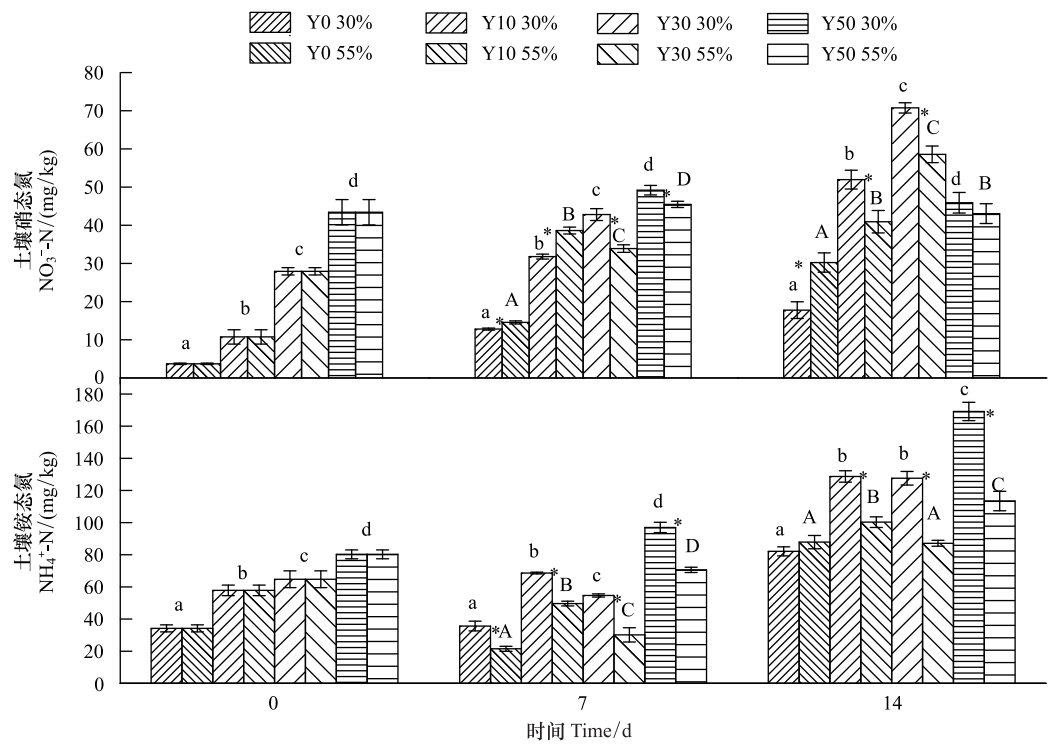 Y0 30% Y10 30% Y30 30% Y50 30%
Y0 55% Y10 55% Y30 55% Y50 55%
土壤硝态氮
NO₃⁻-N/(mg/kg)
80
70
60
50
40
30
20
10
0
a b c d
a * A b * B c * C d * D
a * A b * B c * C d B
土壤铵态氮
NH₄⁺-N/(mg/kg)
180
160
140
120
100
80
60
40
20
0
a b c d
a * A b * B c * C d * D
a A b * B b * A c * C
0 7 14
时间 Time/d